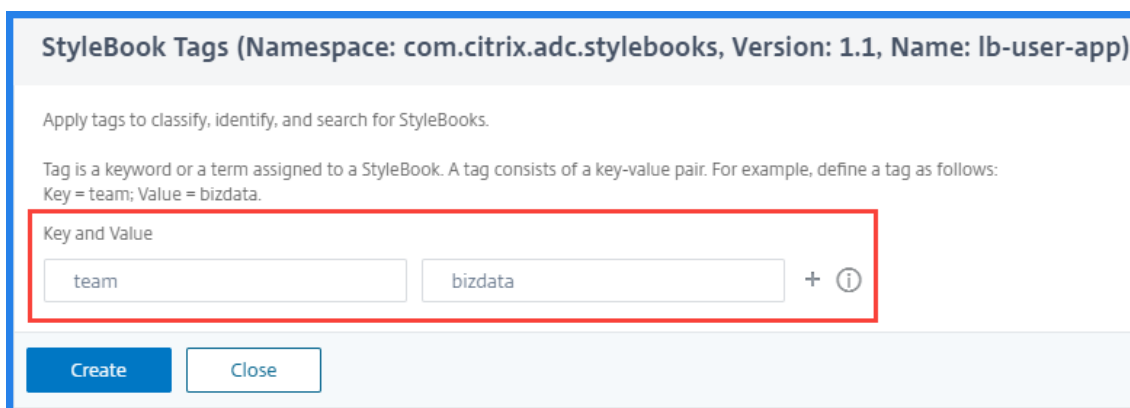 StyleBook Tags (Namespace: com.citrix.adc.stylebooks, Version: 1.1, Name: lb-user-app)
Apply tags to classify, identify, and search for StyleBooks.
Tag is a keyword or a term assigned to a StyleBook. A tag consists of a key-value pair. For example, define a tag as follows:
Key = team; Value = bizdata.
Key and Value
team bizdata + i
Create Close